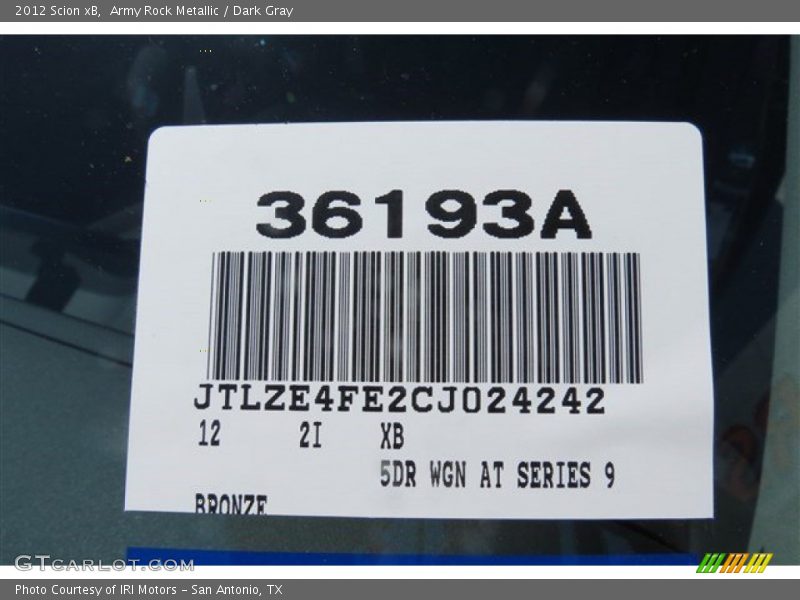 2012 Scion xB, Army Rock Metallic / Dark Gray
36193A
JTLZE4FE2CJ024242
12 2I XB
5DR WGN AT SERIES 9
BRONZE
GTcarlot.com
Photo Courtesy of IRI Motors - San Antonio, TX